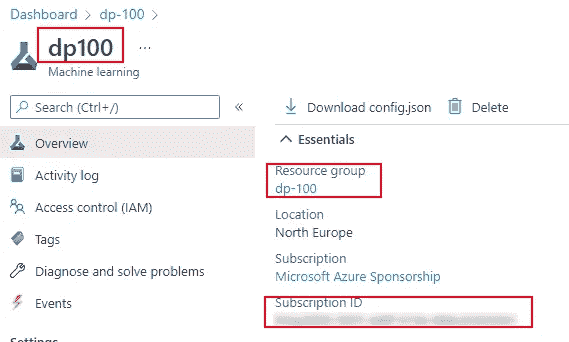 Dashboard > dp-100 >
dp100 ...
Machine learning
Search (Ctrl+/) «
Overview
Activity log
Access control (IAM)
Tags
Diagnose and solve problems
Events
Settings
Download config.json Delete
Essentials
Resource group
dp-100
Location
North Europe
Subscription
Microsoft Azure Sponsorship
Subscription ID